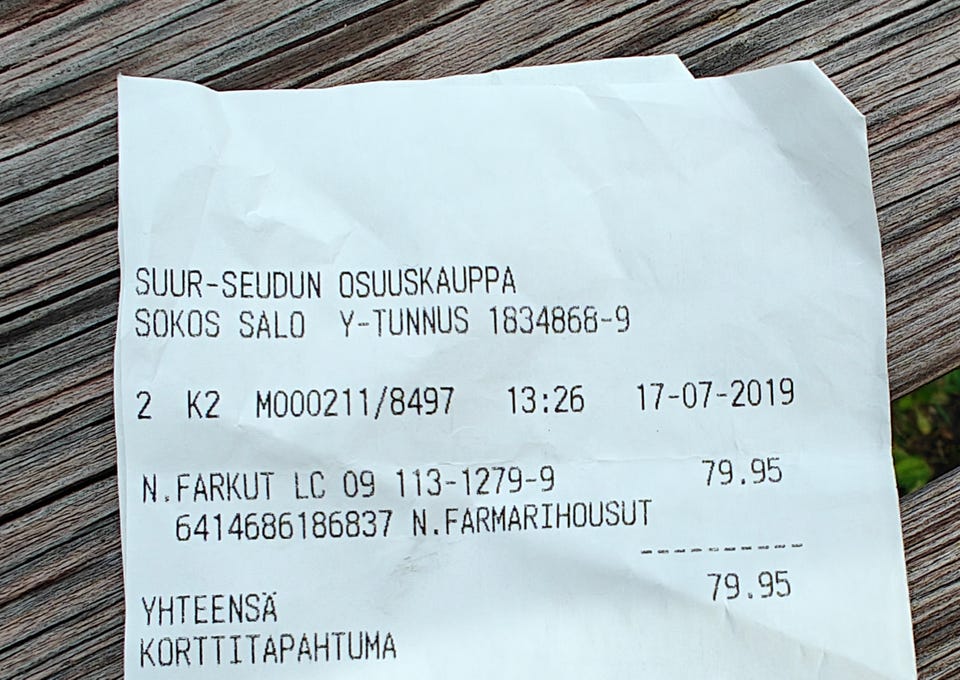 SUUR-SEUDUN OSUUSKAUPPA
SOKOS SALO Y-TUNNUS 1834868-9
2 K2 M000211/8497 13:26 17-07-2019
N.FARKUT LC 09 113-1279-9 79.95
6414686186837 N.FARMARIHOUSUT
----------
YHTEENSÄ 79.95
KORTTITAPAHTUMA